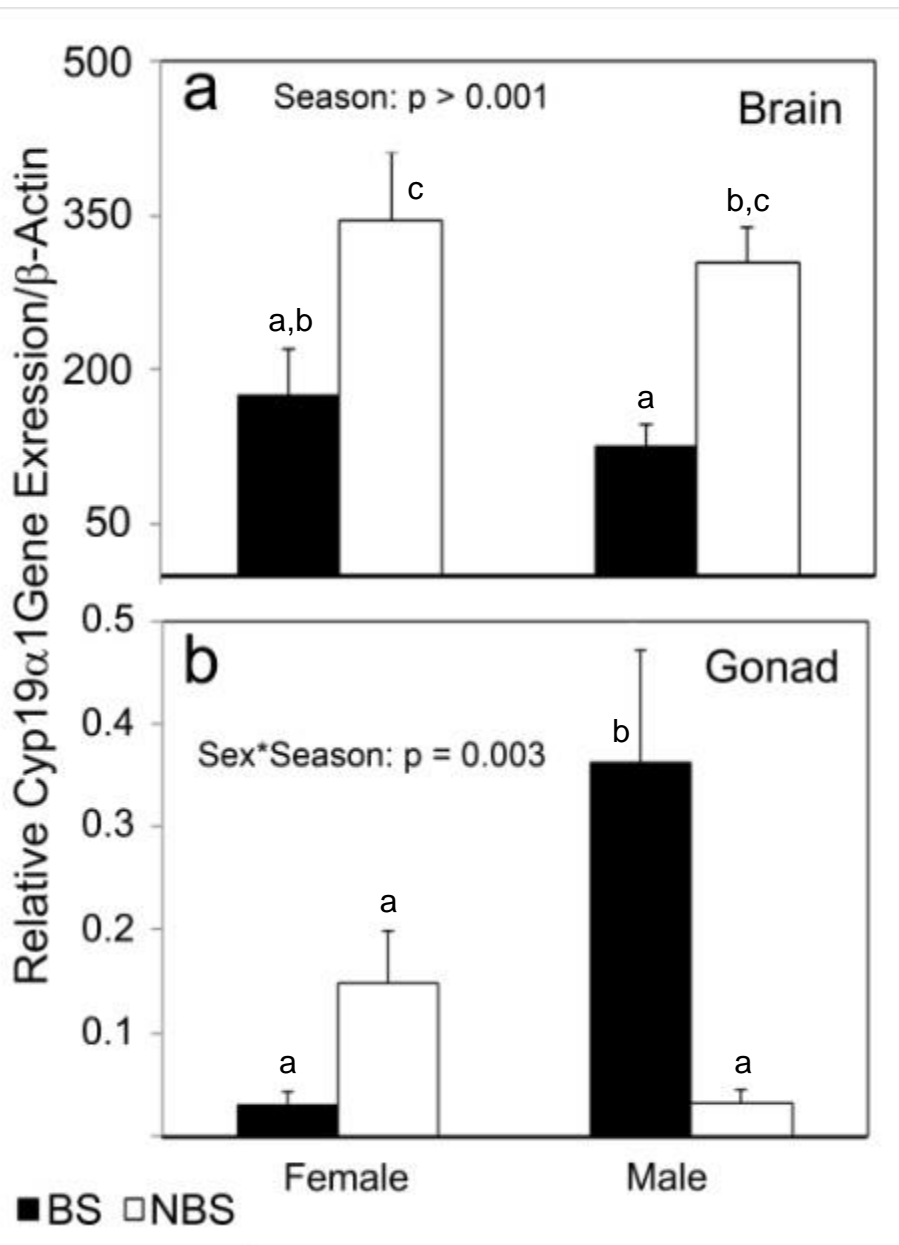 Relative Cyp19α1Gene Exression/β-Actin
500
350
200
50
a
Season: p > 0.001
Brain
a,b
c
a
b,c
0.5
0.4
0.3
0.2
0.1
b
Gonad
Sex*Season: p = 0.003
a
a
b
a
Female
Male
BS NBS